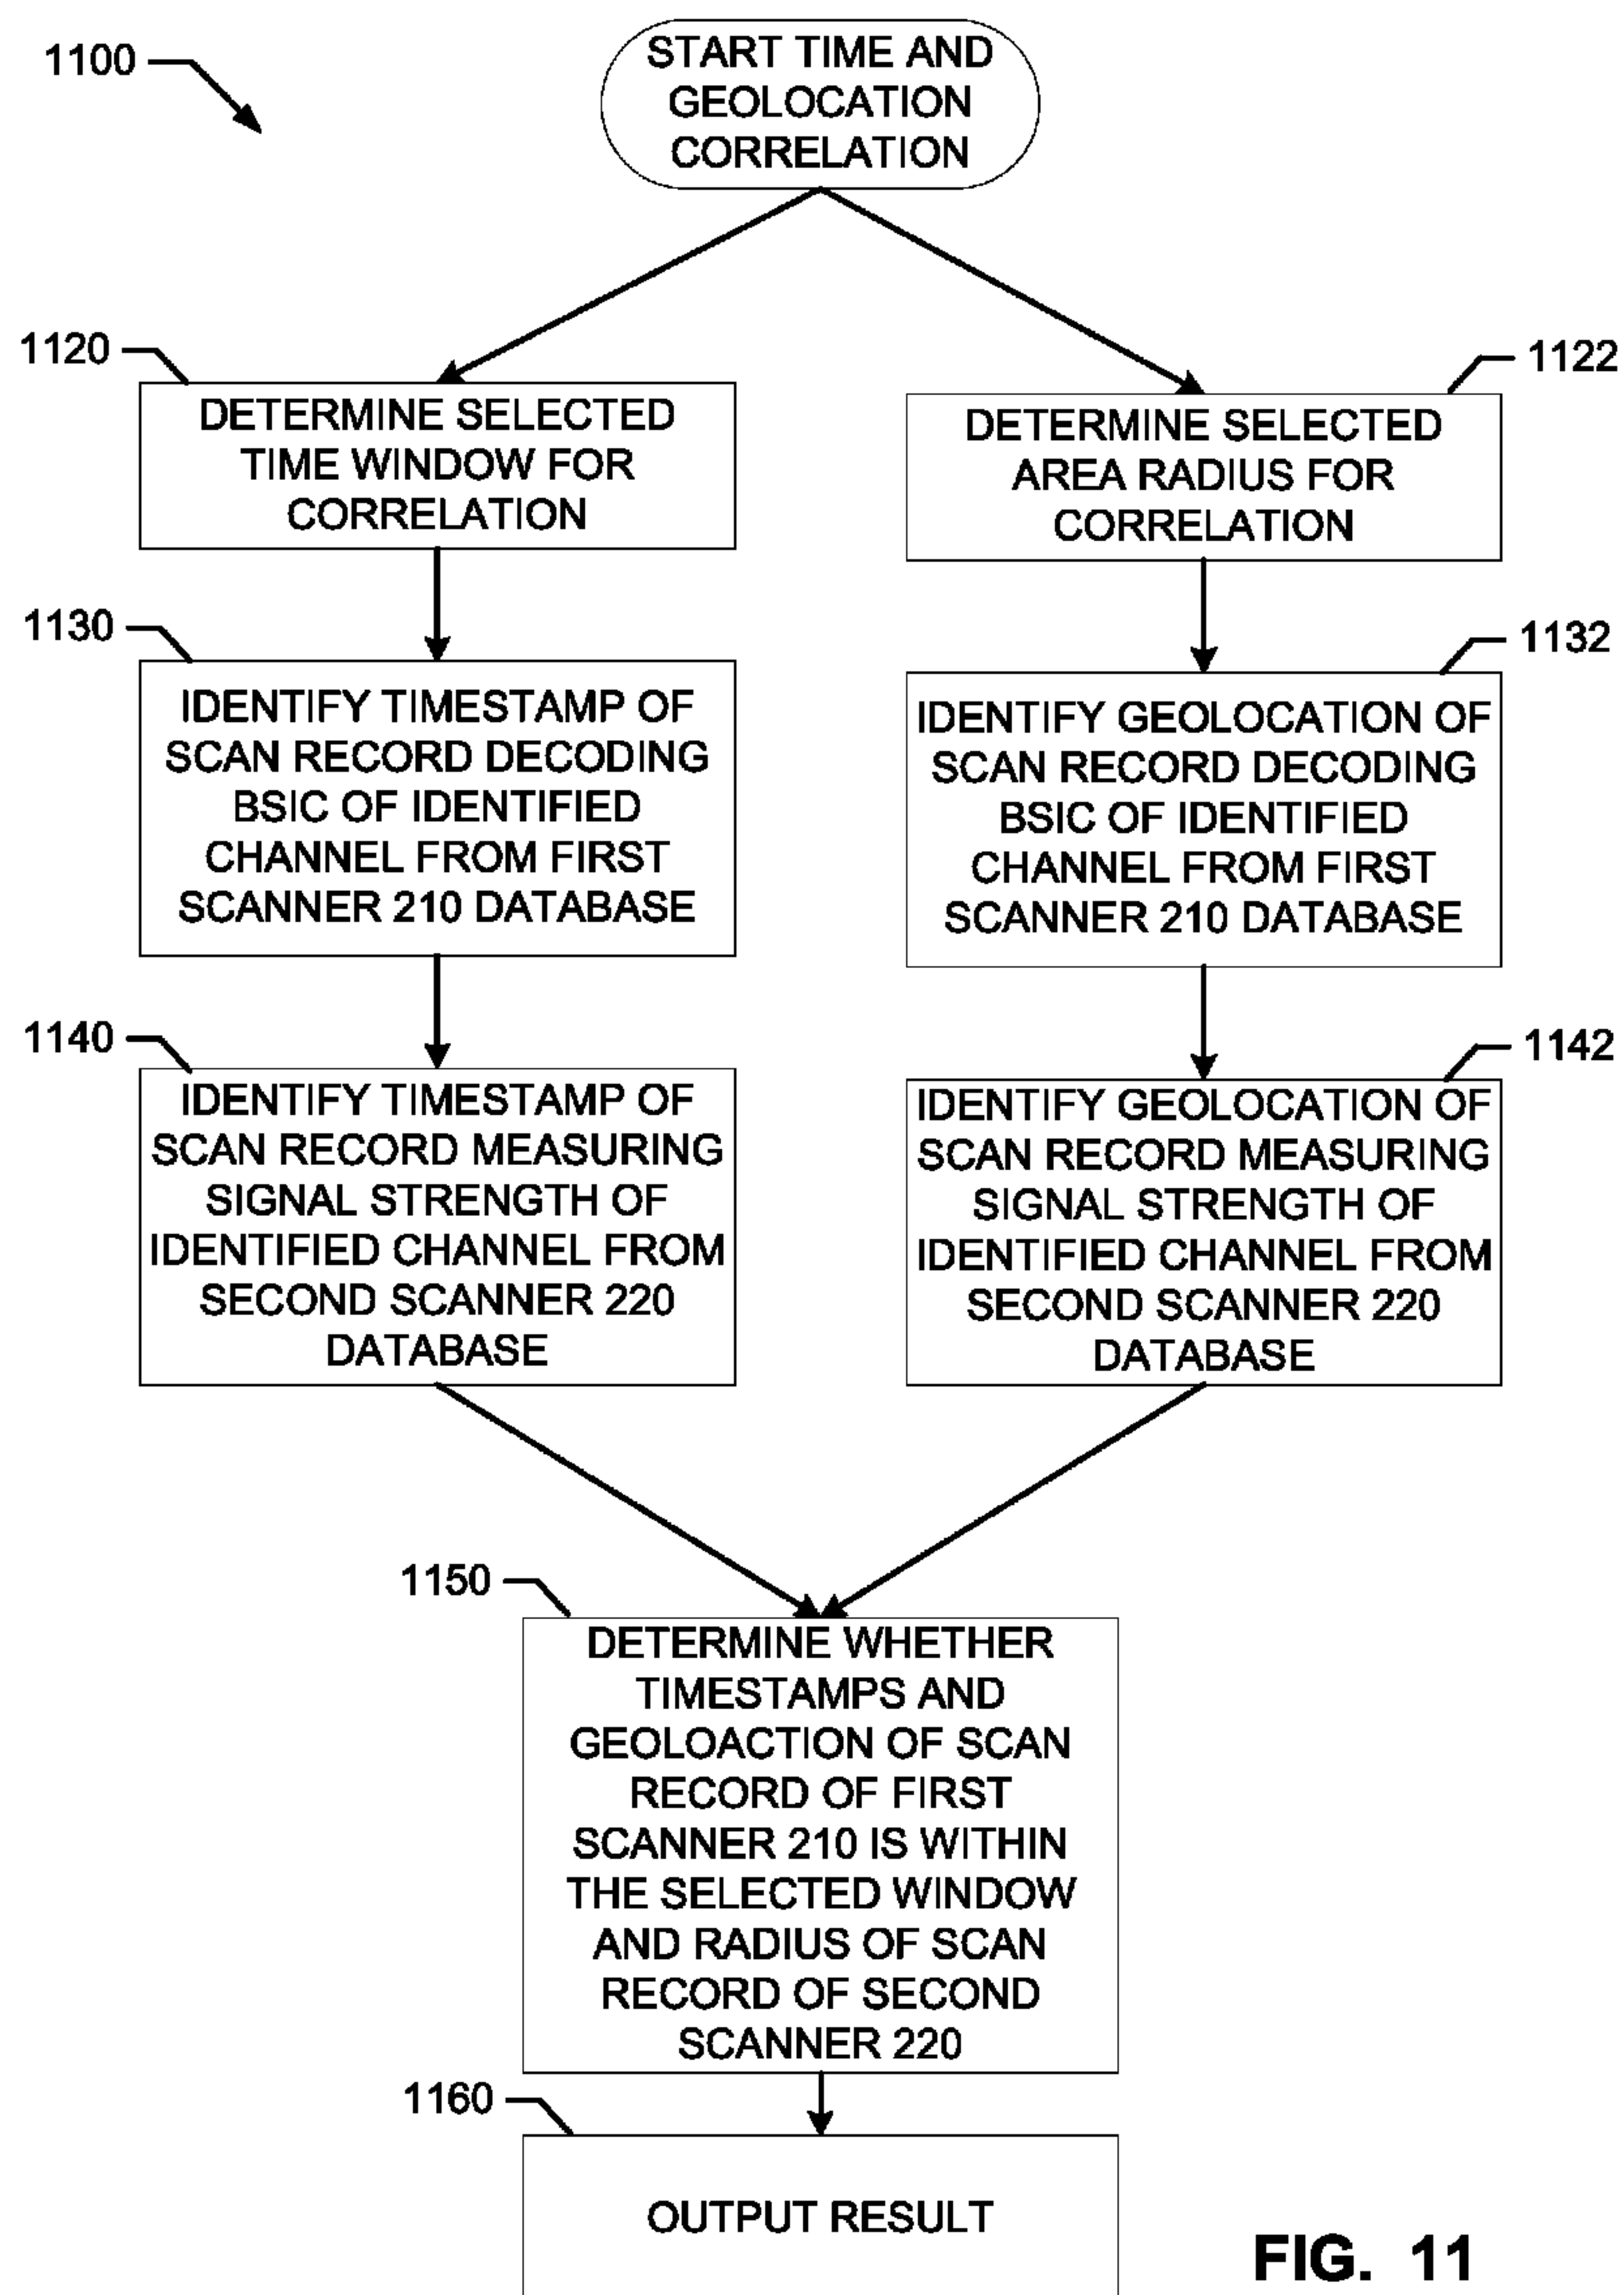 1100
START TIME AND
GEOLOCATION
CORRELATION
1120
DETERMINE SELECTED
TIME WINDOW FOR
CORRELATION
1122
DETERMINE SELECTED
AREA RADIUS FOR
CORRELATION
1130
IDENTIFY TIMESTAMP OF
SCAN RECORD DECODING
BSIC OF IDENTIFIED
CHANNEL FROM FIRST
SCANNER 210 DATABASE
1132
IDENTIFY GEOLOCATION OF
SCAN RECORD DECODING
BSIC OF IDENTIFIED
CHANNEL FROM FIRST
SCANNER 210 DATABASE
1140
IDENTIFY TIMESTAMP OF
SCAN RECORD MEASURING
SIGNAL STRENGTH OF
IDENTIFIED CHANNEL FROM
SECOND SCANNER 220
DATABASE
1142
IDENTIFY GEOLOCATION OF
SCAN RECORD MEASURING
SIGNAL STRENGTH OF
IDENTIFIED CHANNEL FROM
SECOND SCANNER 220
DATABASE
1150
DETERMINE WHETHER
TIMESTAMPS AND
GEOLOACTION OF SCAN
RECORD OF FIRST
SCANNER 210 IS WITHIN
THE SELECTED WINDOW
AND RADIUS OF SCAN
RECORD OF SECOND
SCANNER 220
1160
OUTPUT RESULT
FIG. 11